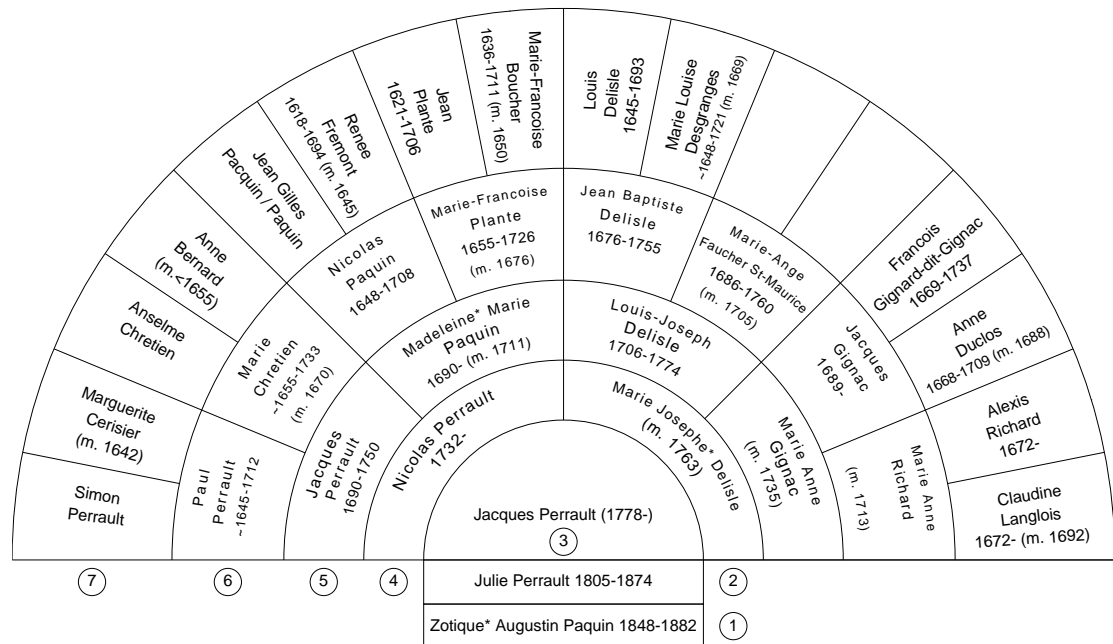 Simon
Perrault
Marguerite
Cerisier
(m. 1642)
Anselme
Chretien
Anne
Bernard
(m.<1655)
Jean Gilles
Pacquin / Paquin
Renee
Fremont
1618-1694 (m. 1645)
Jean
Plante
1621-1706
Marie-Francoise
Boucher
1636-1711 (m. 1650)
Louis
Delisle
1645-1693
Marie Louise
Desgranges
~1648-1721 (m. 1669)
Francois
Gignard-dit-Gignac
1669-1737
Anne
Duclos
1668-1709 (m. 1688)
Alexis
Richard
1672-
Claudine
Langlois
1672- (m. 1692)
Paul
Perrault
~1645-1712
Marie
Chretien
~1655-1733
(m. 1670)
Nicolas
Paquin
1648-1708
Marie-Francoise
Plante
1655-1726
(m. 1676)
Jean Baptiste
Delisle
1676-1755
Marie-Ange
Faucher St-Maurice
1686-1760
(m. 1705)
Jacques
Gignac
1689-
Marie Anne
Richard
(m. 1713)
Jacques
Perrault
1690-1750
Madeleine* Marie
Paquin
1690- (m. 1711)
Louis-Joseph
Delisle
1706-1774
Marie Anne
Gignac
(m. 1735)
Nicolas Perrault
1732-
Marie Josephe* Delisle
(m. 1763)
Jacques Perrault (1778-)
3
7
6
5
4
Julie Perrault 1805-1874
2
Zotique* Augustin Paquin 1848-1882
1